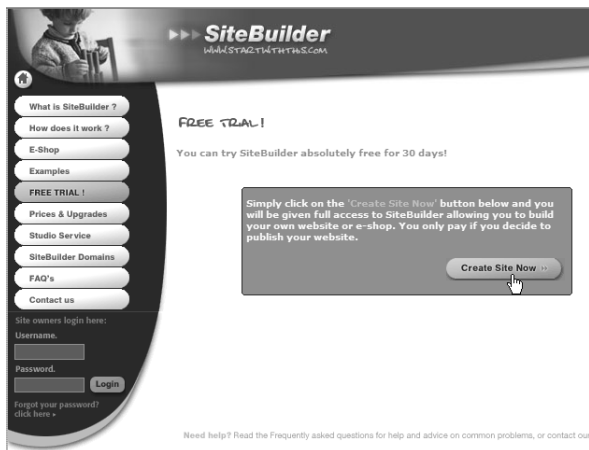 SiteBuilder
WWW.STARTWITHTHIS.COM
What is SiteBuilder ?
How does it work ?
E-Shop
Examples
FREE TRIAL !
Prices & Upgrades
Studio Service
SiteBuilder Domains
FAQ's
Contact us
Site owners login here:
Username.
Password.
Login
Forgot your password?
click here
FREE TRIAL!
You can try SiteBuilder absolutely free for 30 days!
Simply click on the 'Create Site Now' button below and you
will be given full access to SiteBuilder allowing you to build
your own website or e-shop. You only pay if you decide to
publish your website.
Create Site Now
Need help? Read the Frequently asked questions for help and advice on common problems, or contact our